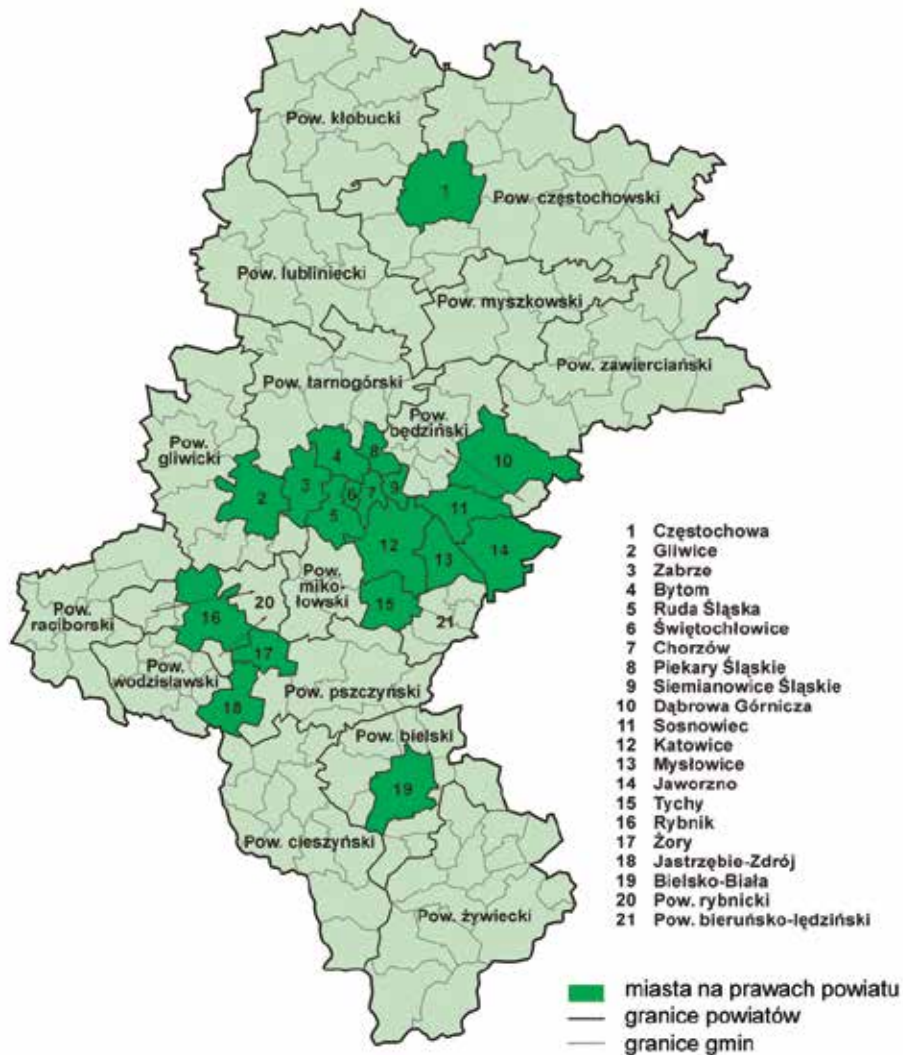 Pow. kłobucki
1
Pow. częstochowski
Pow. lubliniecki
Pow. myszkowski
Pow. zawierciański
Pow. tarnogórski
Pow.
będziński
Pow.
gliwicki
4
8
10
2
3
6
7
9
11
5
12
13
14
Pow.
miko-
łowski
Pow.
raciborski
20
16
15
21
17
Pow.
wodzisławski
Pow. pszczyński
18
Pow. bielski
19
Pow. cieszyński
Pow. żywiecki
1 Częstochowa
2 Gliwice
3 Zabrze
4 Bytom
5 Ruda Śląska
6 Świętochłowice
7 Chorzów
8 Piekary Śląskie
9 Siemianowice Śląskie
10 Dąbrowa Górnicza
11 Sosnowiec
12 Katowice
13 Mysłowice
14 Jaworzno
15 Tychy
16 Rybnik
17 Żory
18 Jastrzębie-Zdrój
19 Bielsko-Biała
20 Pow. rybnicki
21 Pow. bieruńsko-lędziński
miasta na prawach powiatu
granice powiatów
granice gmin